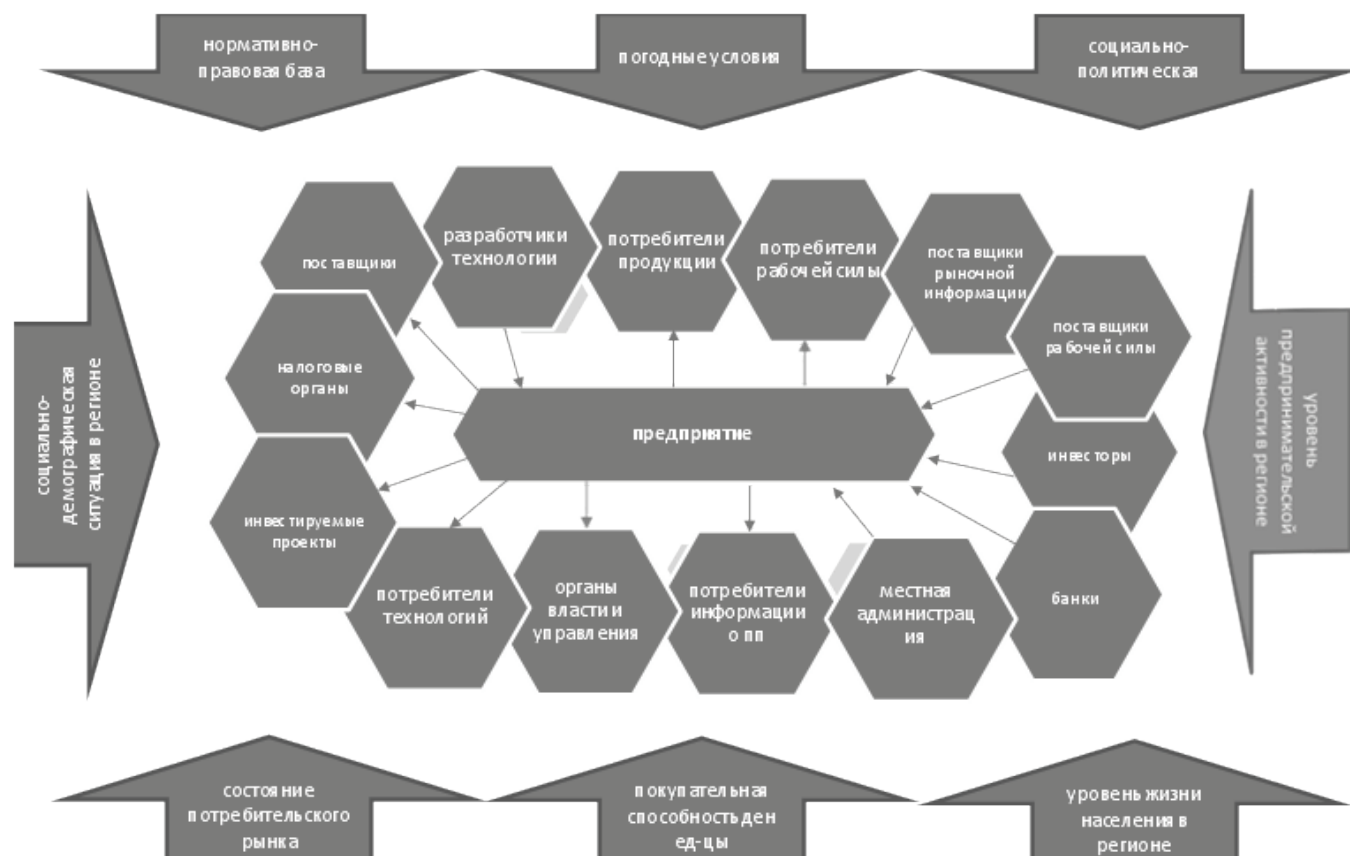 нормативно-
правовая база
погодные условия
социально-
политическая
поставщики
разработчики
технологии
потребители
продукции
потребители
рабочей силы
поставщики
рыночной
информации
поставщики
рабочей силы
налоговые
органы
предприятие
инвесторы
инвестируемые
проекты
потребители
технологий
органы
власти и
управления
потребители
информации
о пп
местная
администрац
ия
банки
социально-
демографическая
ситуация в регионе
уровень
предпринимательской
активности в регионе
состояние
потребительского
рынка
покупательная
способность ден
ед-цы
уровень жизни
населения в
регионе